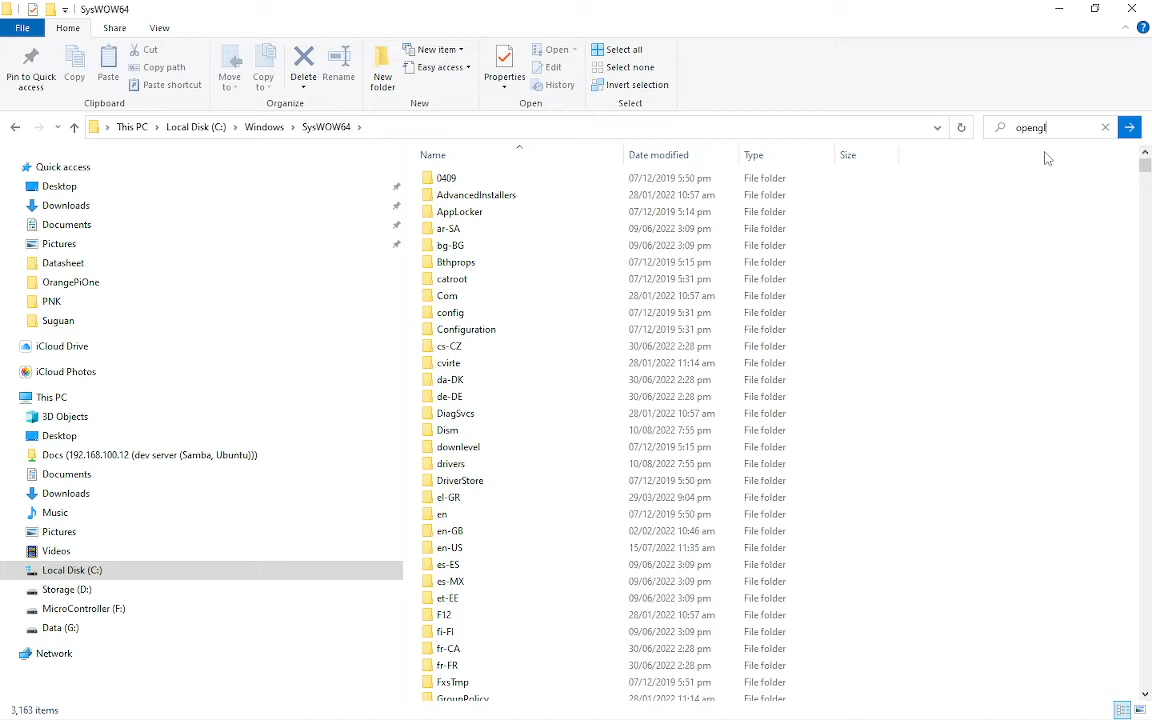 SysWOW64
File Home Share View
Pin to Quick access
Copy
Paste
Cut
Copy path
Paste shortcut
Clipboard
Move to
Copy to
Delete
Rename
Organize
New folder
New item
Easy access
New
Properties
Open
Edit
History
Open
Select all
Select none
Invert selection
Select
This PC > Local Disk (C:) > Windows > SysWOW64 >
opengl
Name Date modified Type Size
Quick access
Desktop
Downloads
Documents
Pictures
Datasheet
OrangePiOne
PNK
Suguan
iCloud Drive
iCloud Photos
This PC
3D Objects
Desktop
Docs (192.168.100.12 (dev server (Samba, Ubuntu)))
Documents
Downloads
Music
Pictures
Videos
Local Disk (C:)
Storage (D:)
MicroController (F:)
Data (G:)
Network
0409 07/12/2019 5:50 pm File folder
AdvancedInstallers 28/01/2022 10:57 am File folder
AppLocker 07/12/2019 5:14 pm File folder
ar-SA 09/06/2022 3:09 pm File folder
bg-BG 09/06/2022 3:09 pm File folder
Bthprops 07/12/2019 5:15 pm File folder
catroot 07/12/2019 5:31 pm File folder
Com 28/01/2022 10:57 am File folder
config 07/12/2019 5:31 pm File folder
Configuration 07/12/2019 5:31 pm File folder
cs-CZ 30/06/2022 2:28 pm File folder
cvirte 28/01/2022 11:14 am File folder
da-DK 30/06/2022 2:28 pm File folder
de-DE 30/06/2022 2:28 pm File folder
DiagSvcs 28/01/2022 10:57 am File folder
Dism 10/08/2022 7:55 pm File folder
downlevel 07/12/2019 5:15 pm File folder
drivers 10/08/2022 7:55 pm File folder
DriverStore 07/12/2019 5:50 pm File folder
el-GR 29/03/2022 9:04 pm File folder
en 07/12/2019 5:50 pm File folder
en-GB 02/02/2022 10:46 am File folder
en-US 15/07/2022 11:35 am File folder
es-ES 09/06/2022 3:09 pm File folder
es-MX 09/06/2022 3:09 pm File folder
et-EE 09/06/2022 3:09 pm File folder
F12 28/01/2022 10:57 am File folder
fi-FI 09/06/2022 3:09 pm File folder
fr-CA 30/06/2022 2:28 pm File folder
fr-FR 30/06/2022 2:28 pm File folder
FxsTmp 07/12/2019 5:51 pm File folder
GroupPolicy 28/01/2022 11:14 am File folder
3,163 items